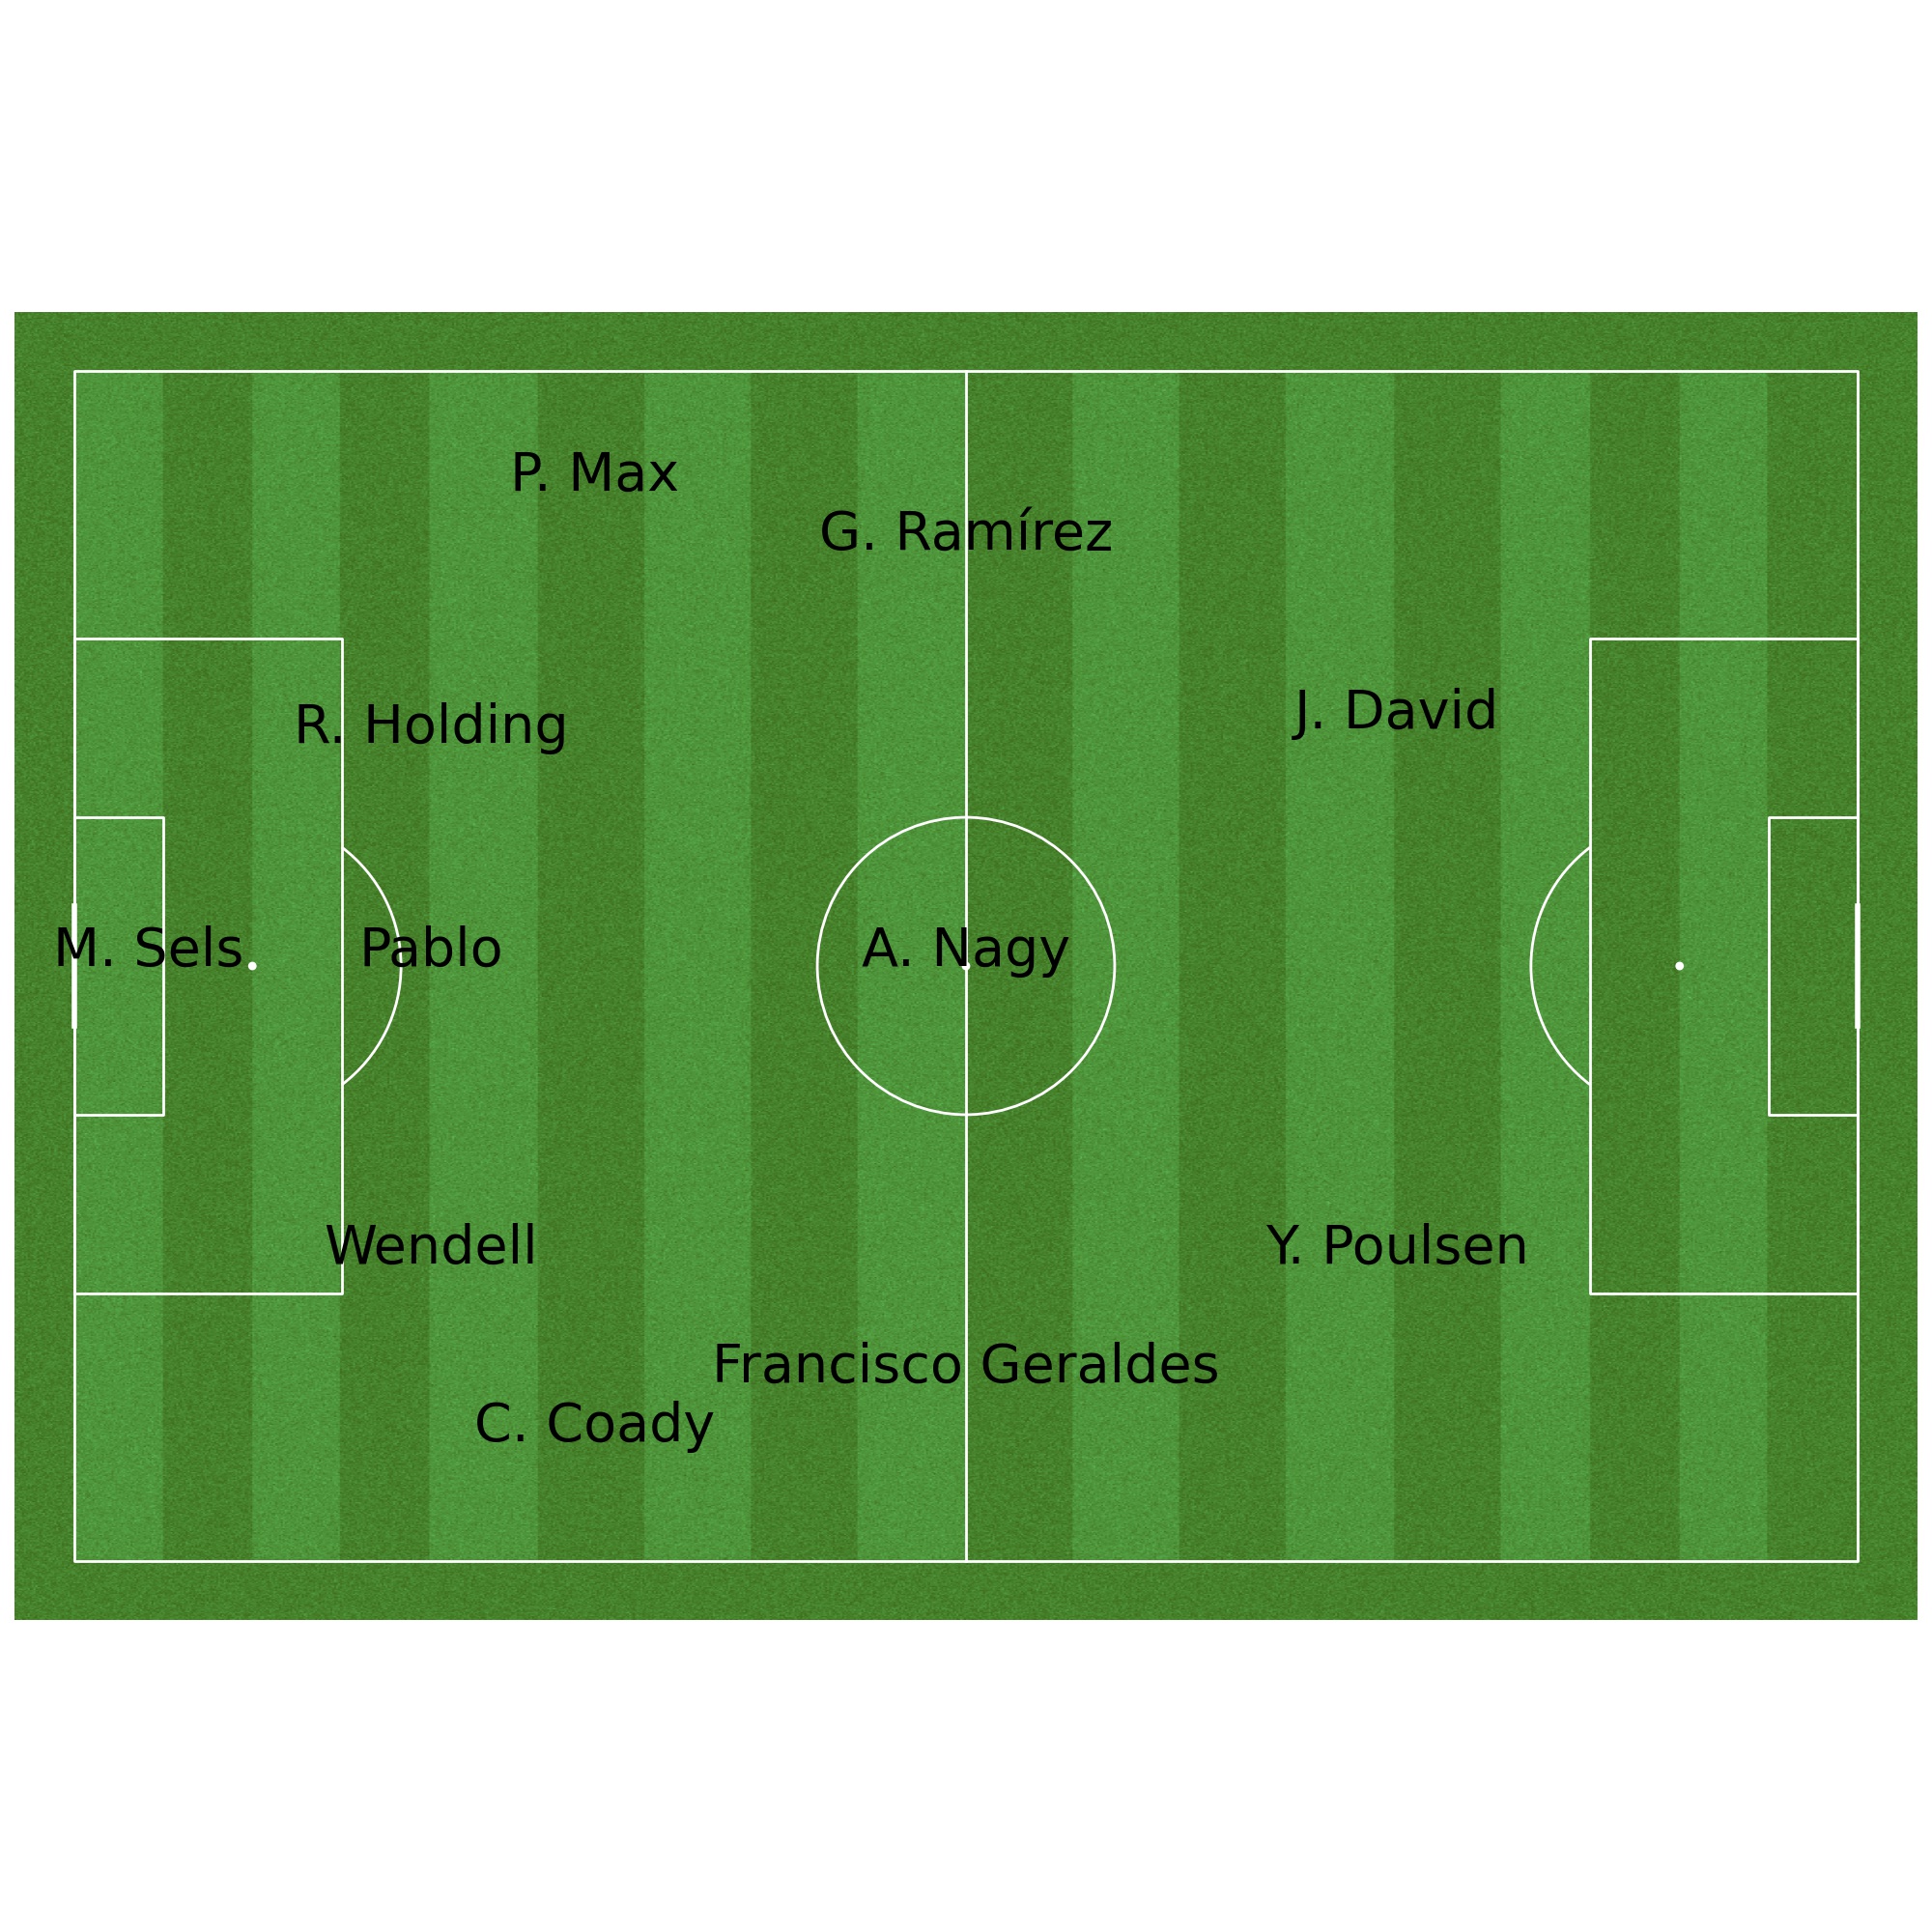 P. Max
G. Ramírez
R. Holding
J. David
M. Sels
Pablo
A. Nagy
Wendell
Y. Poulsen
Francisco Geraldes
C. Coady